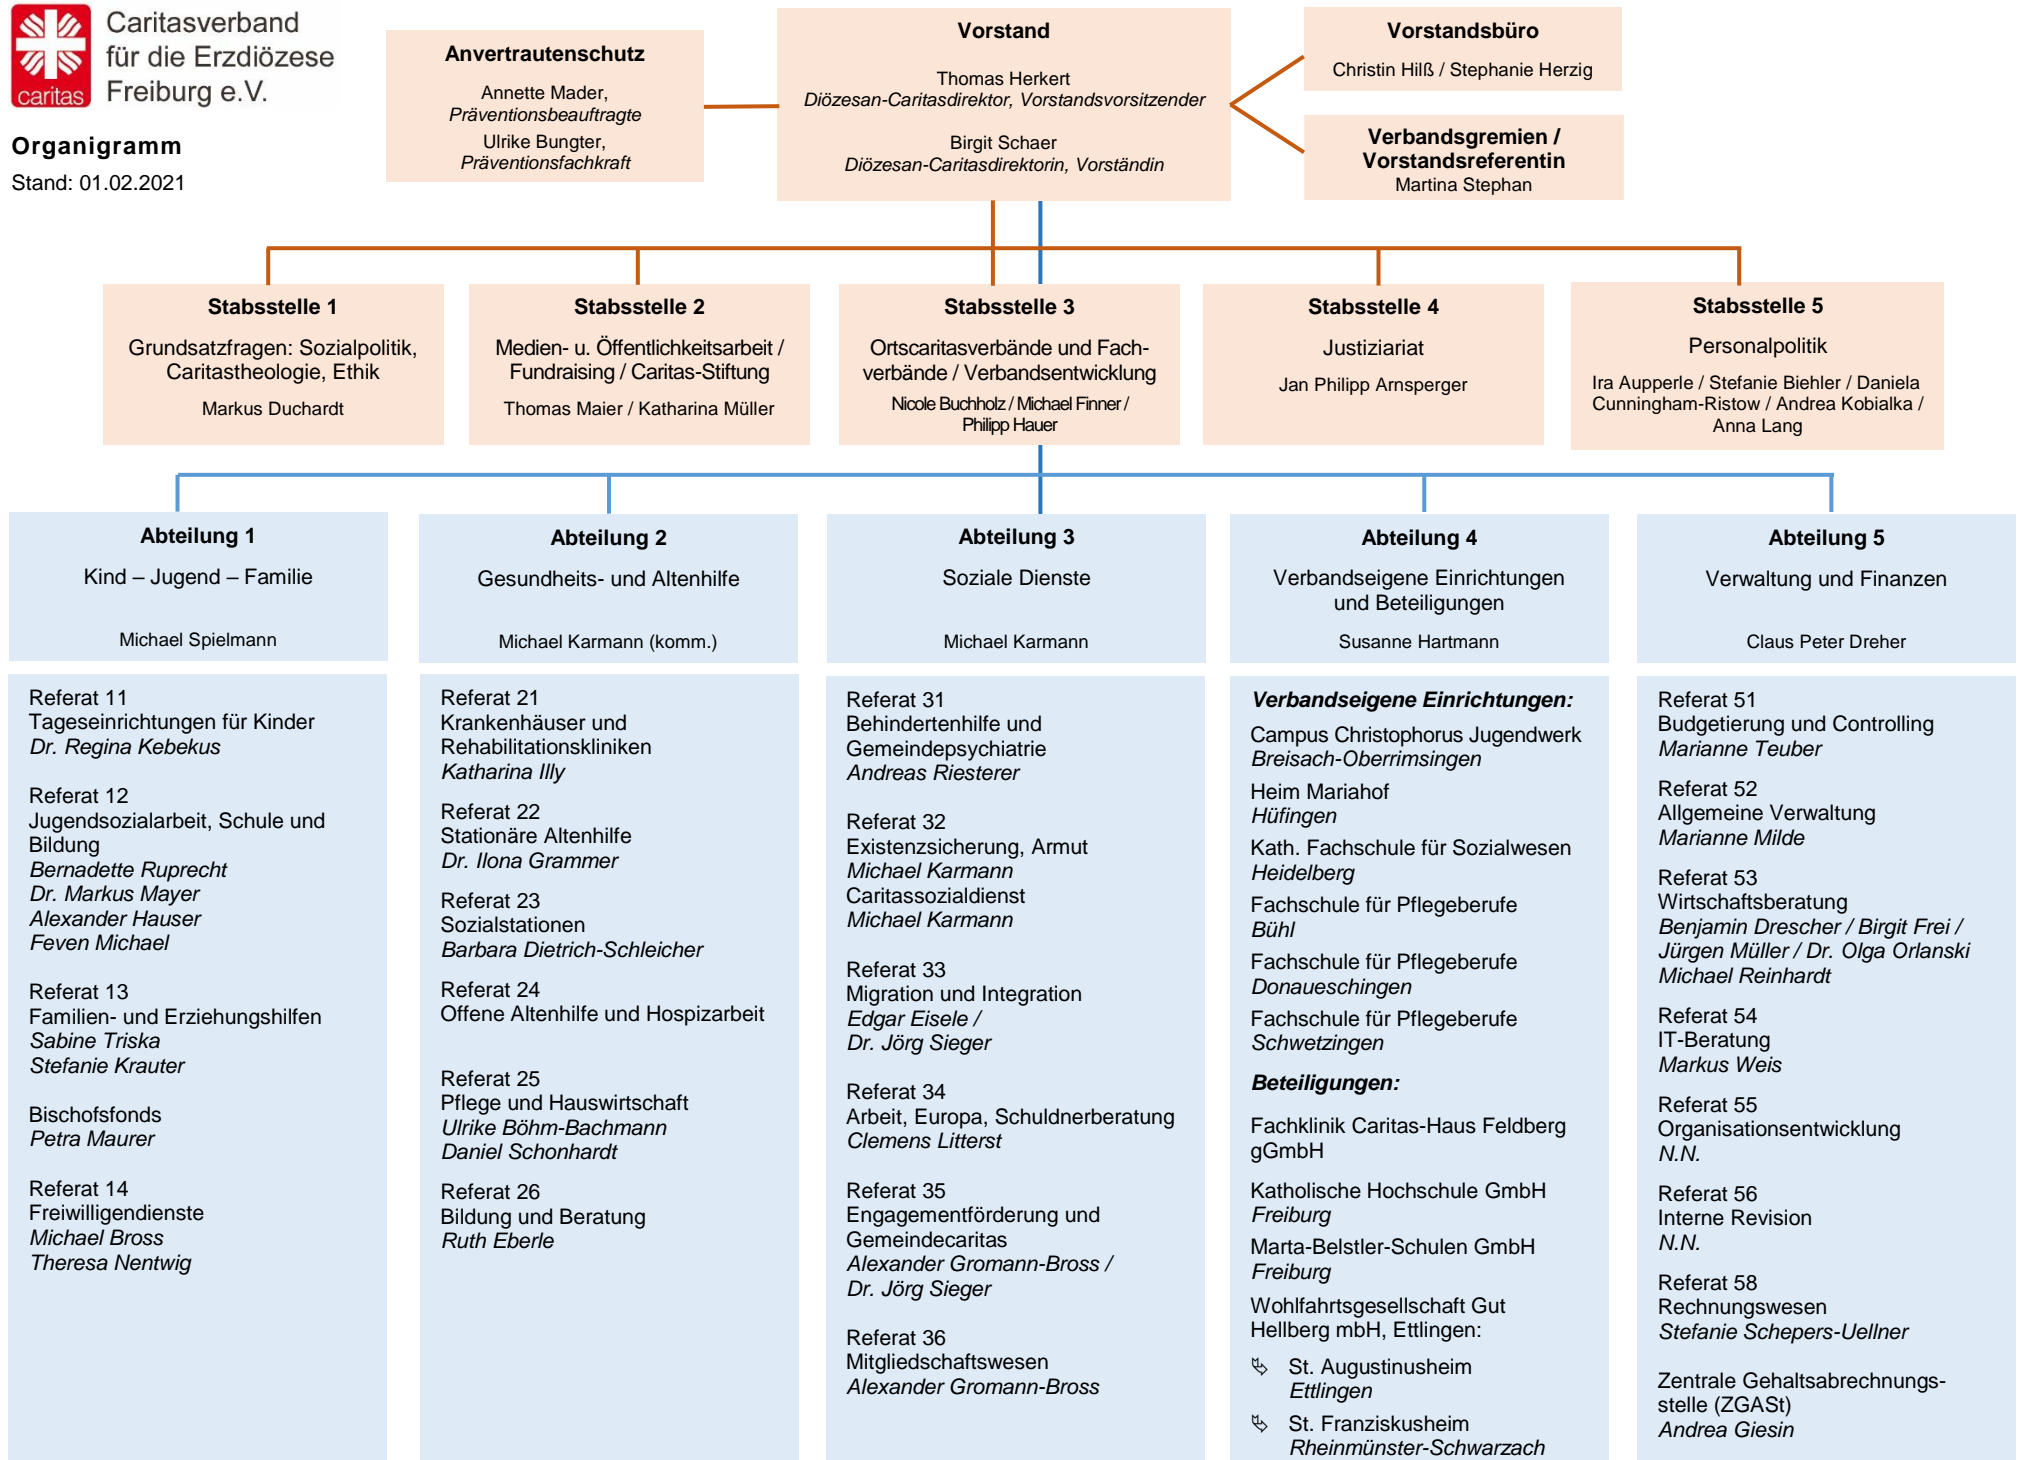 Caritasverband
für die Erzdiözese
Freiburg e.V.
caritas
Organigramm
Stand: 01.02.2021
Anvertrautenschutz
Annette Mader,
Präventionsbeauftragte
Ulrike Bungter,
Präventionsfachkraft
Vorstand
Thomas Herkert
Diözesan-Caritasdirektor, Vorstandsvorsitzender
Birgit Schaer
Diözesan-Caritasdirektorin, Vorständin
Vorstandsbüro
Christin Hilß / Stephanie Herzig
Verbandsgremien /
Vorstandsreferentin
Martina Stephan
Stabsstelle 1
Grundsatzfragen: Sozialpolitik,
Caritastheologie, Ethik
Markus Duchardt
Stabsstelle 2
Medien- u. Öffentlichkeitsarbeit /
Fundraising / Caritas-Stiftung
Thomas Maier / Katharina Müller
Stabsstelle 3
Ortscaritasverbände und Fach-
verbände / Verbandsentwicklung
Nicole Buchholz / Michael Finner /
Philipp Hauer
Stabsstelle 4
Justiziariat
Jan Philipp Arnsperger
Stabsstelle 5
Personalpolitik
Ira Aupperle / Stefanie Biehler / Daniela
Cunningham-Ristow / Andrea Kobialka /
Anna Lang
Abteilung 1
Kind – Jugend – Familie
Michael Spielmann
Referat 11
Tageseinrichtungen für Kinder
Dr. Regina Kebekus
Referat 12
Jugendsozialarbeit, Schule und
Bildung
Bernadette Ruprecht
Dr. Markus Mayer
Alexander Hauser
Feven Michael
Referat 13
Familien- und Erziehungshilfen
Sabine Triska
Stefanie Krauter
Bischofsfonds
Petra Maurer
Referat 14
Freiwilligendienste
Michael Bross
Theresa Nentwig
Abteilung 2
Gesundheits- und Altenhilfe
Michael Karmann (komm.)
Referat 21
Krankenhäuser und
Rehabilitationskliniken
Katharina Illy
Referat 22
Stationäre Altenhilfe
Dr. Ilona Grammer
Referat 23
Sozialstationen
Barbara Dietrich-Schleicher
Referat 24
Offene Altenhilfe und Hospizarbeit
Referat 25
Pflege und Hauswirtschaft
Ulrike Böhm-Bachmann
Daniel Schonhardt
Referat 26
Bildung und Beratung
Ruth Eberle
Abteilung 3
Soziale Dienste
Michael Karmann
Referat 31
Behindertenhilfe und
Gemeindepsychiatrie
Andreas Riesterer
Referat 32
Existenzsicherung, Armut
Michael Karmann
Caritassozialdienst
Michael Karmann
Referat 33
Migration und Integration
Edgar Eisele /
Dr. Jörg Sieger
Referat 34
Arbeit, Europa, Schuldnerberatung
Clemens Litterst
Referat 35
Engagementförderung und
Gemeindecaritas
Alexander Gromann-Bross /
Dr. Jörg Sieger
Referat 36
Mitgliedschaftswesen
Alexander Gromann-Bross
Abteilung 4
Verbandseigene Einrichtungen
und Beteiligungen
Susanne Hartmann
Verbandseigene Einrichtungen:
Campus Christophorus Jugendwerk
Breisach-Oberrimsingen
Heim Mariahof
Hüfingen
Kath. Fachschule für Sozialwesen
Heidelberg
Fachschule für Pflegeberufe
Bühl
Fachschule für Pflegeberufe
Donaueschingen
Fachschule für Pflegeberufe
Schwetzingen
Beteiligungen:
Fachklinik Caritas-Haus Feldberg
gGmbH
Katholische Hochschule GmbH
Freiburg
Marta-Belstler-Schulen GmbH
Freiburg
Wohlfahrtsgesellschaft Gut
Hellberg mbH, Ettlingen:
St. Augustinusheim
Ettlingen
St. Franziskusheim
Rheinmünster-Schwarzach
Abteilung 5
Verwaltung und Finanzen
Claus Peter Dreher
Referat 51
Budgetierung und Controlling
Marianne Teuber
Referat 52
Allgemeine Verwaltung
Marianne Milde
Referat 53
Wirtschaftsberatung
Benjamin Drescher / Birgit Frei /
Jürgen Müller / Dr. Olga Orlanski
Michael Reinhardt
Referat 54
IT-Beratung
Markus Weis
Referat 55
Organisationsentwicklung
N.N.
Referat 56
Interne Revision
N.N.
Referat 58
Rechnungswesen
Stefanie Schepers-Uellner
Zentrale Gehaltsabrechnungs-
stelle (ZGASt)
Andrea Giesin